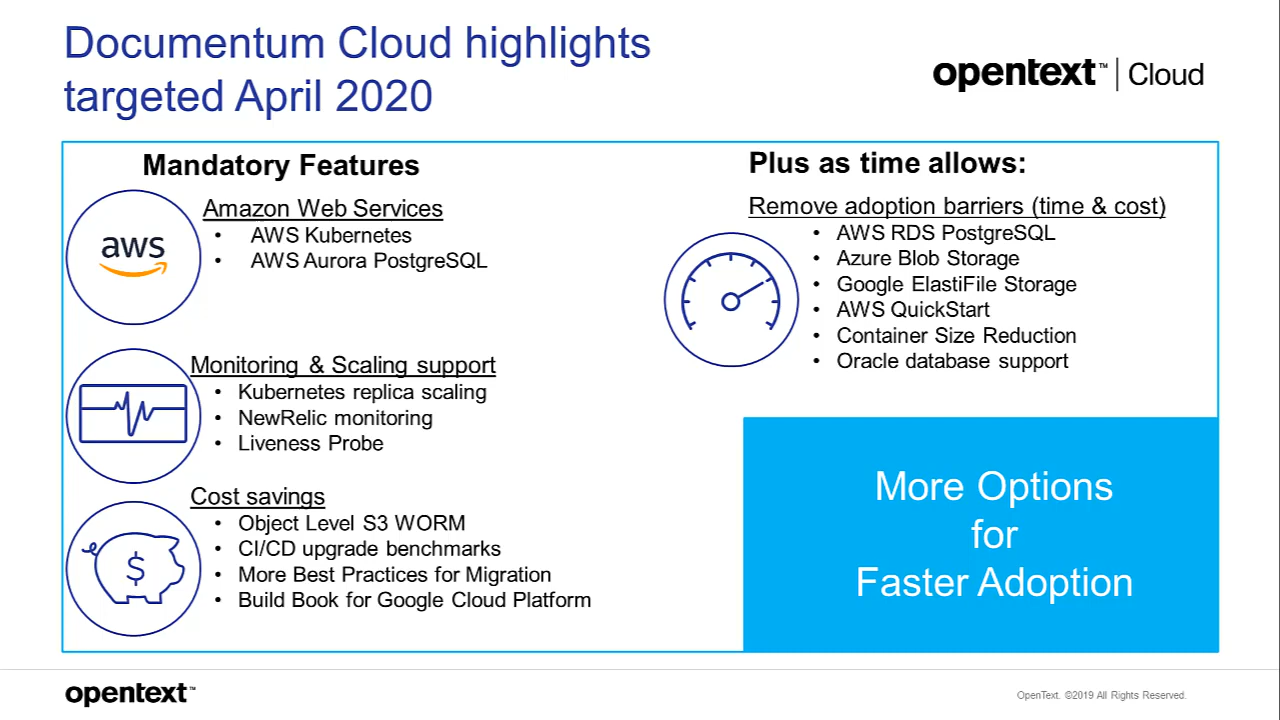 Documentum Cloud highlights
targeted April 2020
opentext™ | Cloud
Mandatory Features
Amazon Web Services
• AWS Kubernetes
• AWS Aurora PostgreSQL
aws
Monitoring & Scaling support
• Kubernetes replica scaling
• NewRelic monitoring
• Liveness Probe
Cost savings
• Object Level S3 WORM
• CI/CD upgrade benchmarks
• More Best Practices for Migration
• Build Book for Google Cloud Platform
$
Plus as time allows:
Remove adoption barriers (time & cost)
• AWS RDS PostgreSQL
• Azure Blob Storage
• Google ElastiFile Storage
• AWS QuickStart
• Container Size Reduction
• Oracle database support
More Options
for
Faster Adoption
opentext™
OpenText. ©2019 All Rights Reserved.